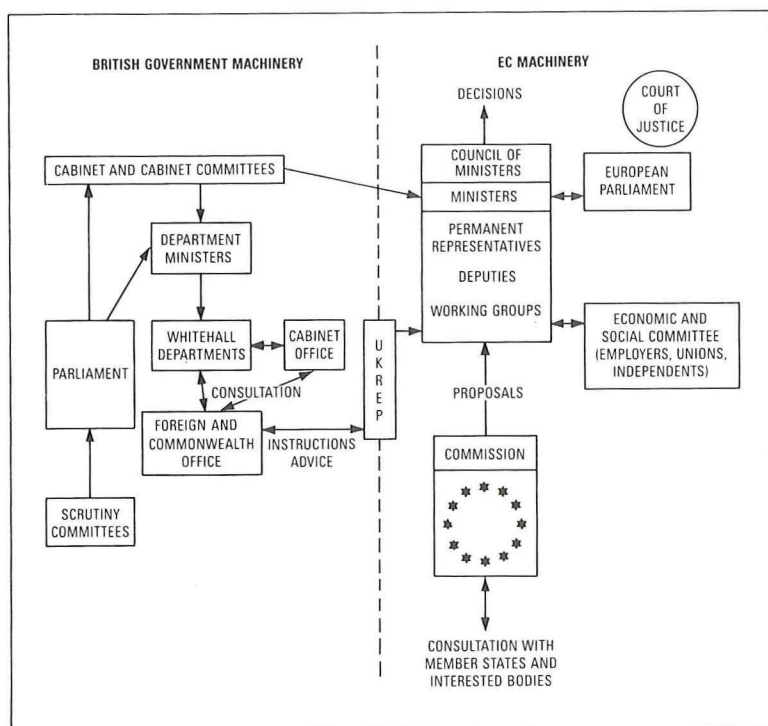 BRITISH GOVERNMENT MACHINERY
CABINET AND CABINET COMMITTEES
DEPARTMENT
MINISTERS
WHITEHALL
DEPARTMENTS
CABINET
OFFICE
PARLIAMENT
CONSULTATION
FOREIGN AND
COMMONWEALTH
OFFICE
INSTRUCTIONS
ADVICE
SCRUTINY
COMMITTEES
UKREP
EC MACHINERY
DECISIONS
COURT
OF
JUSTICE
COUNCIL OF
MINISTERS
MINISTERS
EUROPEAN
PARLIAMENT
PERMANENT
REPRESENTATIVES
DEPUTIES
WORKING GROUPS
ECONOMIC AND
SOCIAL COMMITTEE
(EMPLOYERS, UNIONS,
INDEPENDENTS)
PROPOSALS
COMMISSION
CONSULTATION WITH
MEMBER STATES AND
INTERESTED BODIES